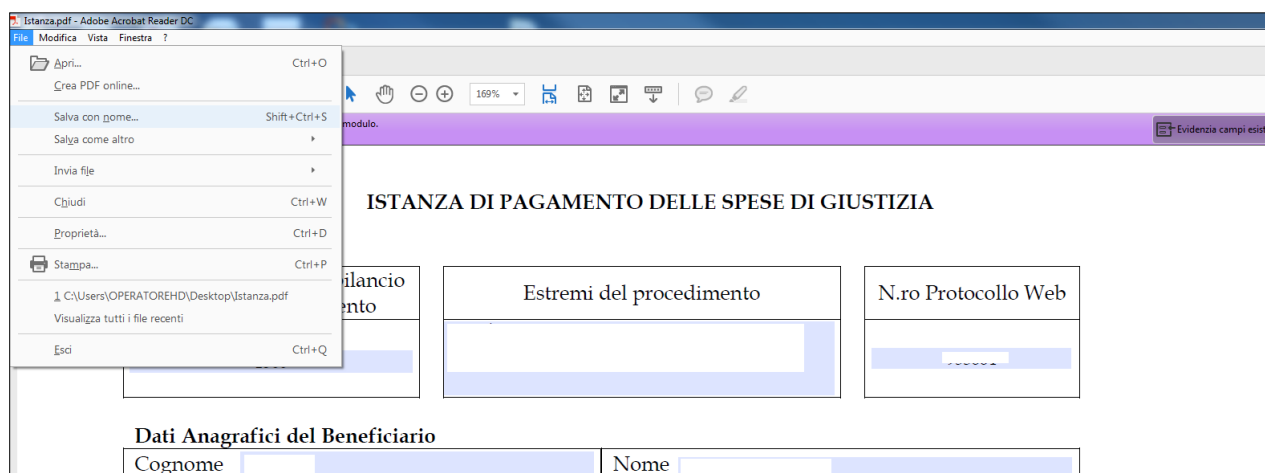 Istanza.pdf - Adobe Acrobat Reader DC
File Modifica Vista Finestra ?
Apri... Ctrl+O
Crea PDF online...
169%
Salva con nome... Shift+Ctrl+S
modulo.
Evidenzia campi esist
Salva come altro
Invia file
Chiudi Ctrl+W
ISTANZA DI PAGAMENTO DELLE SPESE DI GIUSTIZIA
Proprietà... Ctrl+D
Stampa... Ctrl+P
1 C:\Users\OPERATOREHD\Desktop\Istanza.pdf
Visualizza tutti i file recenti
Esci Ctrl+Q
ilancio
ento
Estremi del procedimento
N.ro Protocollo Web
Dati Anagrafici del Beneficiario
Cognome
Nome